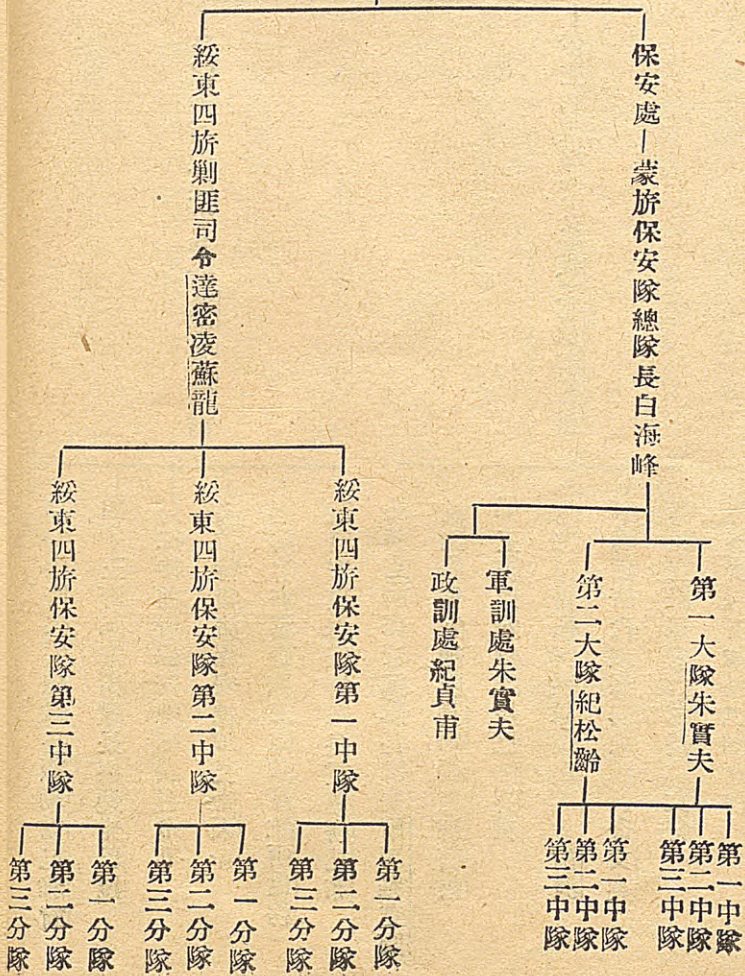 保安處—蒙旂保安隊總隊長白海峰
第一大隊朱實夫
第一中隊
第二中隊
第三中隊
第二大隊紀松齡
第一中隊
第二中隊
第三中隊
軍訓處朱實夫
政訓處紀貞甫
綏東四旂剿匪司令達密凌蘇龍
綏東四旂保安隊第一中隊
第一分隊
第二分隊
第三分隊
綏東四旂保安隊第二中隊
第一分隊
第二分隊
第三分隊
綏東四旂保安隊第三中隊
第一分隊
第二分隊
第三分隊